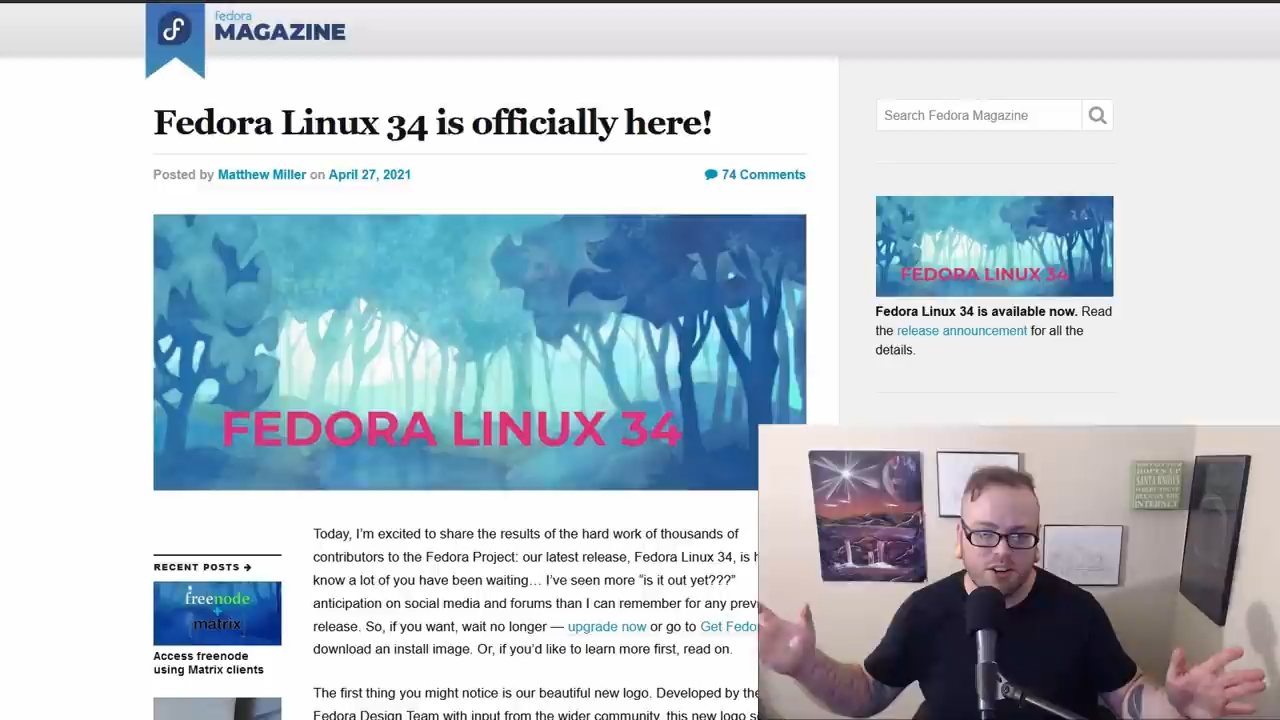 fedora
MAGAZINE
Fedora Linux 34 is officially here!
Posted by Matthew Miller on April 27, 2021
74 Comments
FEDORA LINUX 34
Today, I'm excited to share the results of the hard work of thousands of
contributors to the Fedora Project: our latest release, Fedora Linux 34, is
know a lot of you have been waiting… I've seen more “is it out yet???”
anticipation on social media and forums than I can remember for any
release. So, if you want, wait no longer — upgrade now or go to Get
download an install image. Or, if you'd like to learn more first, read on.
The first thing you might notice is our beautiful new logo. Developed by the
Fedora Design Team with input from the wider community, this new logo
RECENT POSTS →
freenode
+
matrix
Access freenode
using Matrix clients
Search Fedora Magazine
FEDORA LINUX 34
Fedora Linux 34 is available now. Read
the release announcement for all the
details.
HOPES UP
SANTA KNOWS
INTERNET